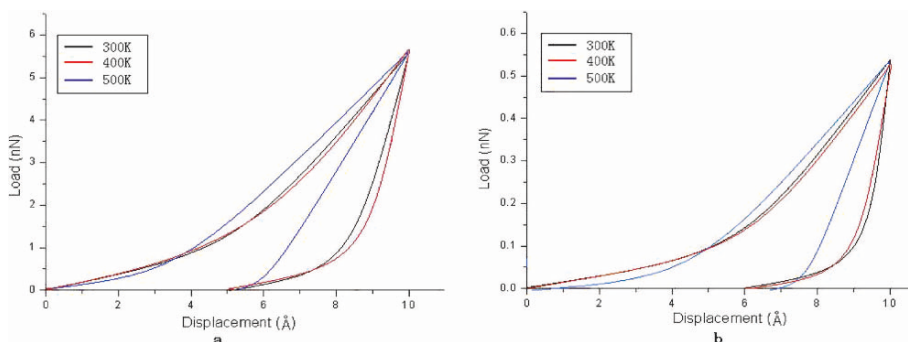 300K
400K
500K
Load (nN)
6
5
4
3
2
1
0
0 2 4 6 8 10
Displacement (Å)
a
300K
400K
500K
Load (nN)
0.6
0.5
0.4
0.3
0.2
0.1
0.0
0 2 4 6 8 10
Displacement (Å)
b